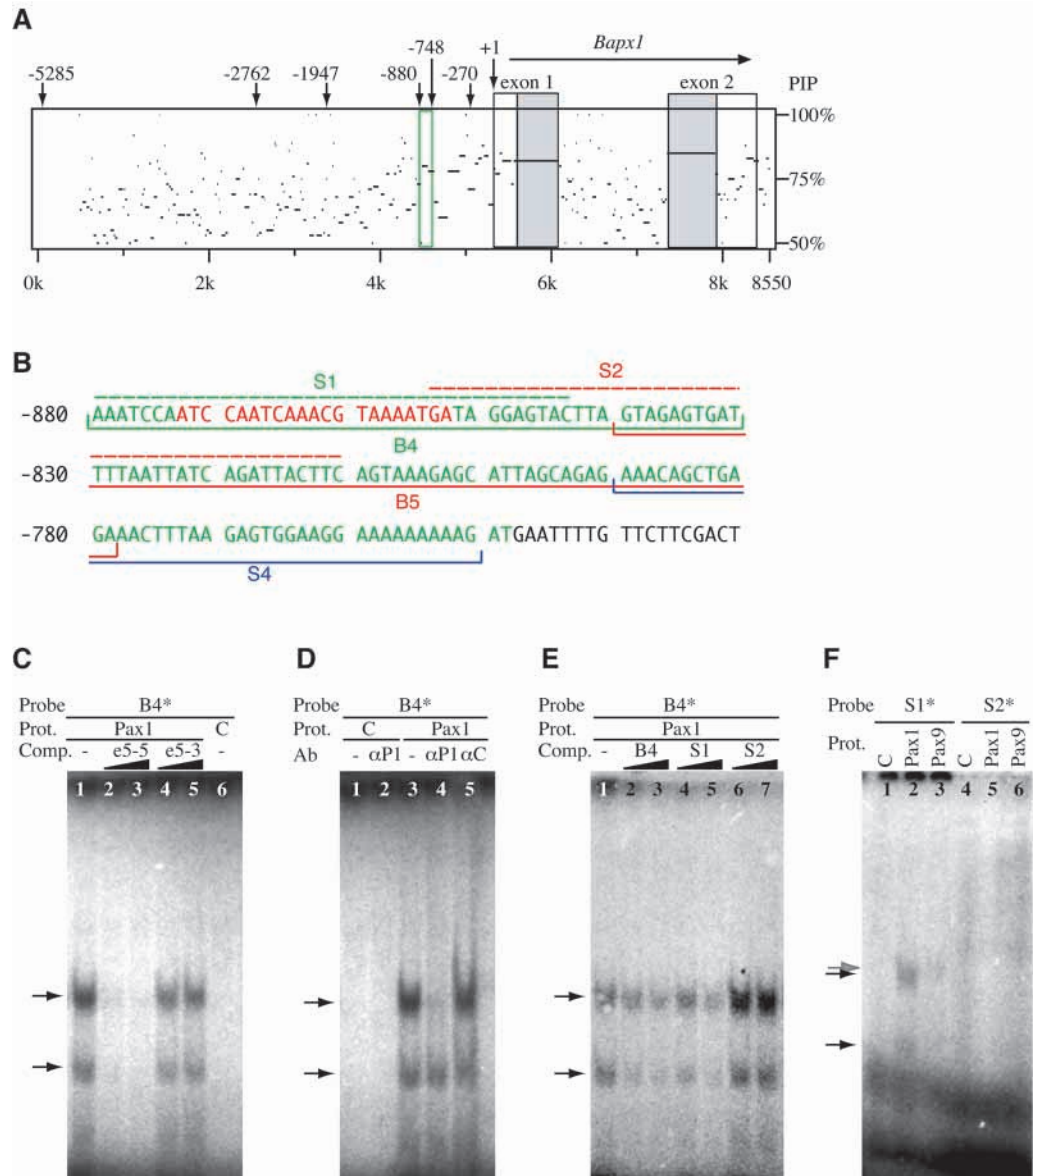 A
-748
+1
Bapx1
-5285
-2762
-1947
-880
-270
exon 1
exon 2
PIP
100%
75%
50%
0k
2k
4k
6k
8k
8550
B
S1
S2
-880 AAATCCAATC CAATCAAACG TAAAATGATA GGAGTACTTA GTAGAGTGAT
B4
-830 TTTAATTATC AGATTACTTC AGTAAAGAGC ATTAGCAGAG AAACAGCTGA
B5
-780 GAAACTTTAA GAGTGGAAGG AAAAAAAAAG ATGAATTTTG TTCTTCGACT
S4
C
Probe B4*
Prot. Pax1 C
Comp. - e5-5 e5-3 -
1 2 3 4 5 6
D
B4*
C Pax1
Ab - αP1 - αP1 αC
1 2 3 4 5
E
Probe B4*
Prot. Pax1
Comp. - B4 S1 S2
1 2 3 4 5 6 7
F
Probe S1* S2*
Prot. C Pax1 Pax9 C Pax1 Pax9
1 2 3 4 5 6